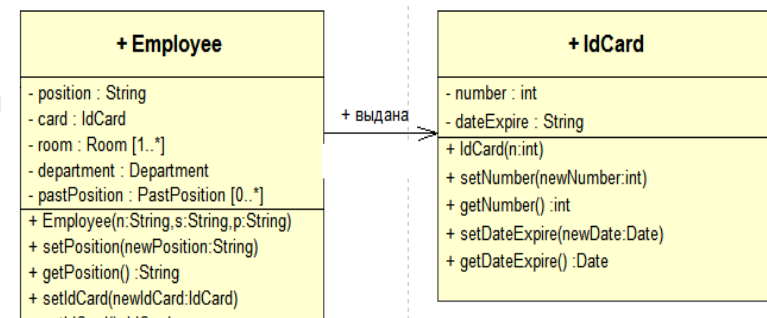 + Employee
- position : String
- card : IdCard
- room : Room [1..*]
- department : Department
- pastPosition : PastPosition [0..*]
+ Employee(n:String,s:String,p:String)
+ setPosition(newPosition:String)
+ getPosition() :String
+ setIdCard(newIdCard:IdCard)
+ выдана
+ IdCard
- number : int
- dateExpire : String
+ IdCard(n:int)
+ setNumber(newNumber:int)
+ getNumber() :int
+ setDateExpire(newDate:Date)
+ getDateExpire() :Date